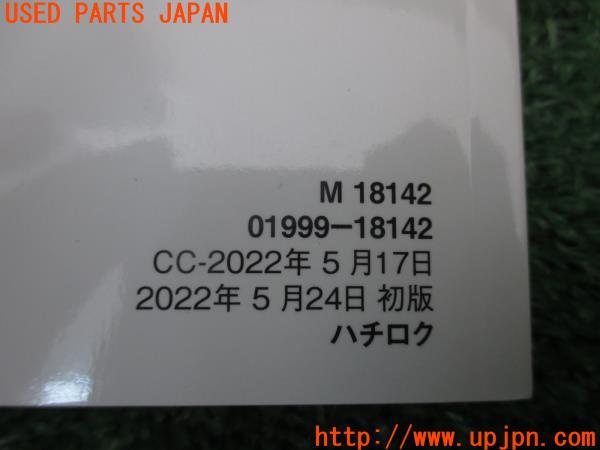 USED PARTS JAPAN
M 18142
01999-18142
CC-2022年 5 月17日
2022年 5 月24日 初版
ハチロク
http://www.upjpn.com/